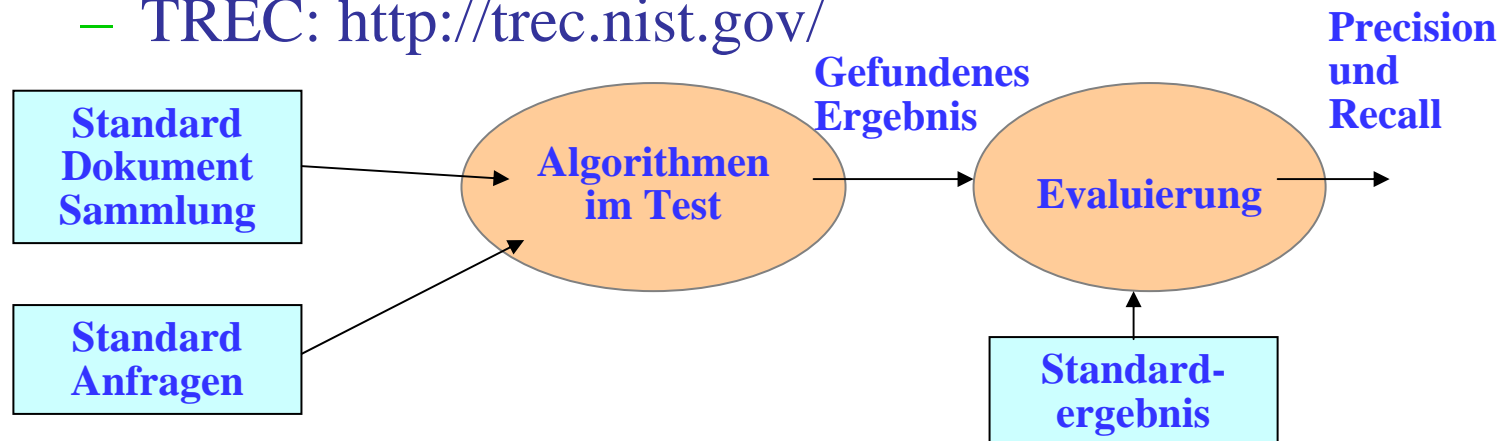 – TREC: http://trec.nist.gov/
Standard
Dokument
Sammlung
Standard
Anfragen
Algorithmen
im Test
Gefundenes
Ergebnis
Evaluierung
Standard-
ergebnis
Precision
und
Recall